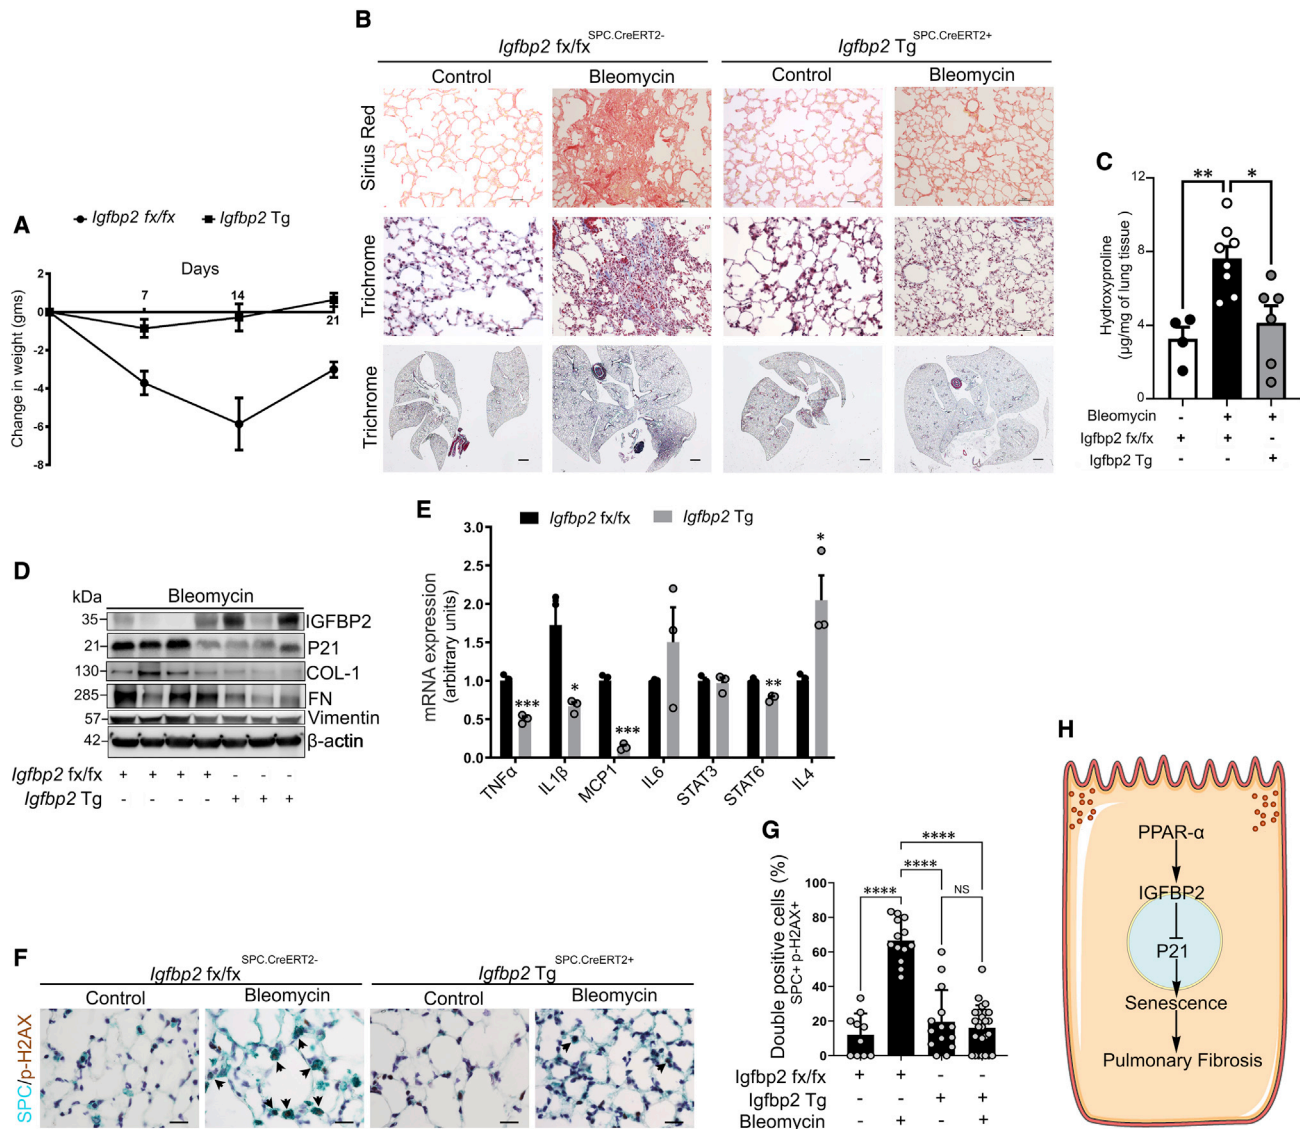 A
Igfbp2 fx/fx
Igfbp2 Tg
Days
7
14
21
2
0
-2
-4
-6
-8
Change in weight (gms)
B
Igfbp2 fx/fx SPC.CreERT2-
Igfbp2 Tg SPC.CreERT2+
Control
Bleomycin
Control
Bleomycin
Sirius Red
Trichrome
Trichrome
C
** *
12
8
4
0
Hydroxyproline
(µg/mg of lung tissue )
Bleomycin - + +
Igfbp2 fx/fx + + -
Igfbp2 Tg - - +
D
kDa
Bleomycin
35 IGFBP2
21 P21
130 COL-1
285 FN
57 Vimentin
42 β-actin
Igfbp2 fx/fx + + + + - - -
Igfbp2 Tg - - - - + + +
E
Igfbp2 fx/fx
Igfbp2 Tg
3.0
2.5
2.0
1.5
1.0
0.5
0.0
mRNA expression
(arbitrary units)
*** * *** ** *
TNFα
IL1β
MCP1
IL6
STAT3
STAT6
IL4
F
Igfbp2 fx/fx SPC.CreERT2-
Igfbp2 Tg SPC.CreERT2+
Control
Bleomycin
Control
Bleomycin
SPC/p-H2AX
G
****
****
**** NS
100
80
60
40
20
0
Double positive cells (%)
SPC+ p-H2AX+
Igfbp2 fx/fx + + - -
Igfbp2 Tg - - + +
Bleomycin - + - +
H
PPAR-α
IGFBP2
P21
Senescence
Pulmonary Fibrosis